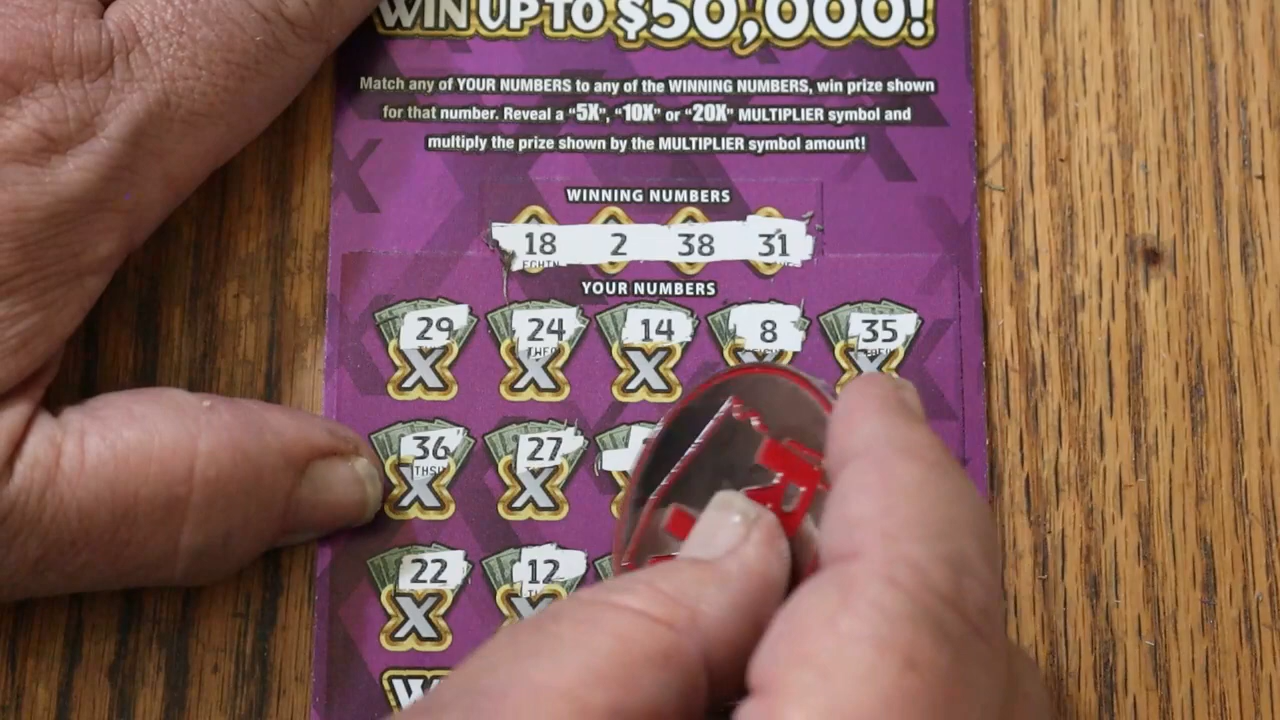 WIN UP TO $50,000!
Match any of YOUR NUMBERS to any of the WINNING NUMBERS, win prize shown
for that number. Reveal a "5X", "10X" or "20X" MULTIPLIER symbol and
multiply the prize shown by the MULTIPLIER symbol amount!
WINNING NUMBERS
18 2 38 31
YOUR NUMBERS
29 24 14 8 35
X X X X
36 27
THSI
X X
22 12
X X
W